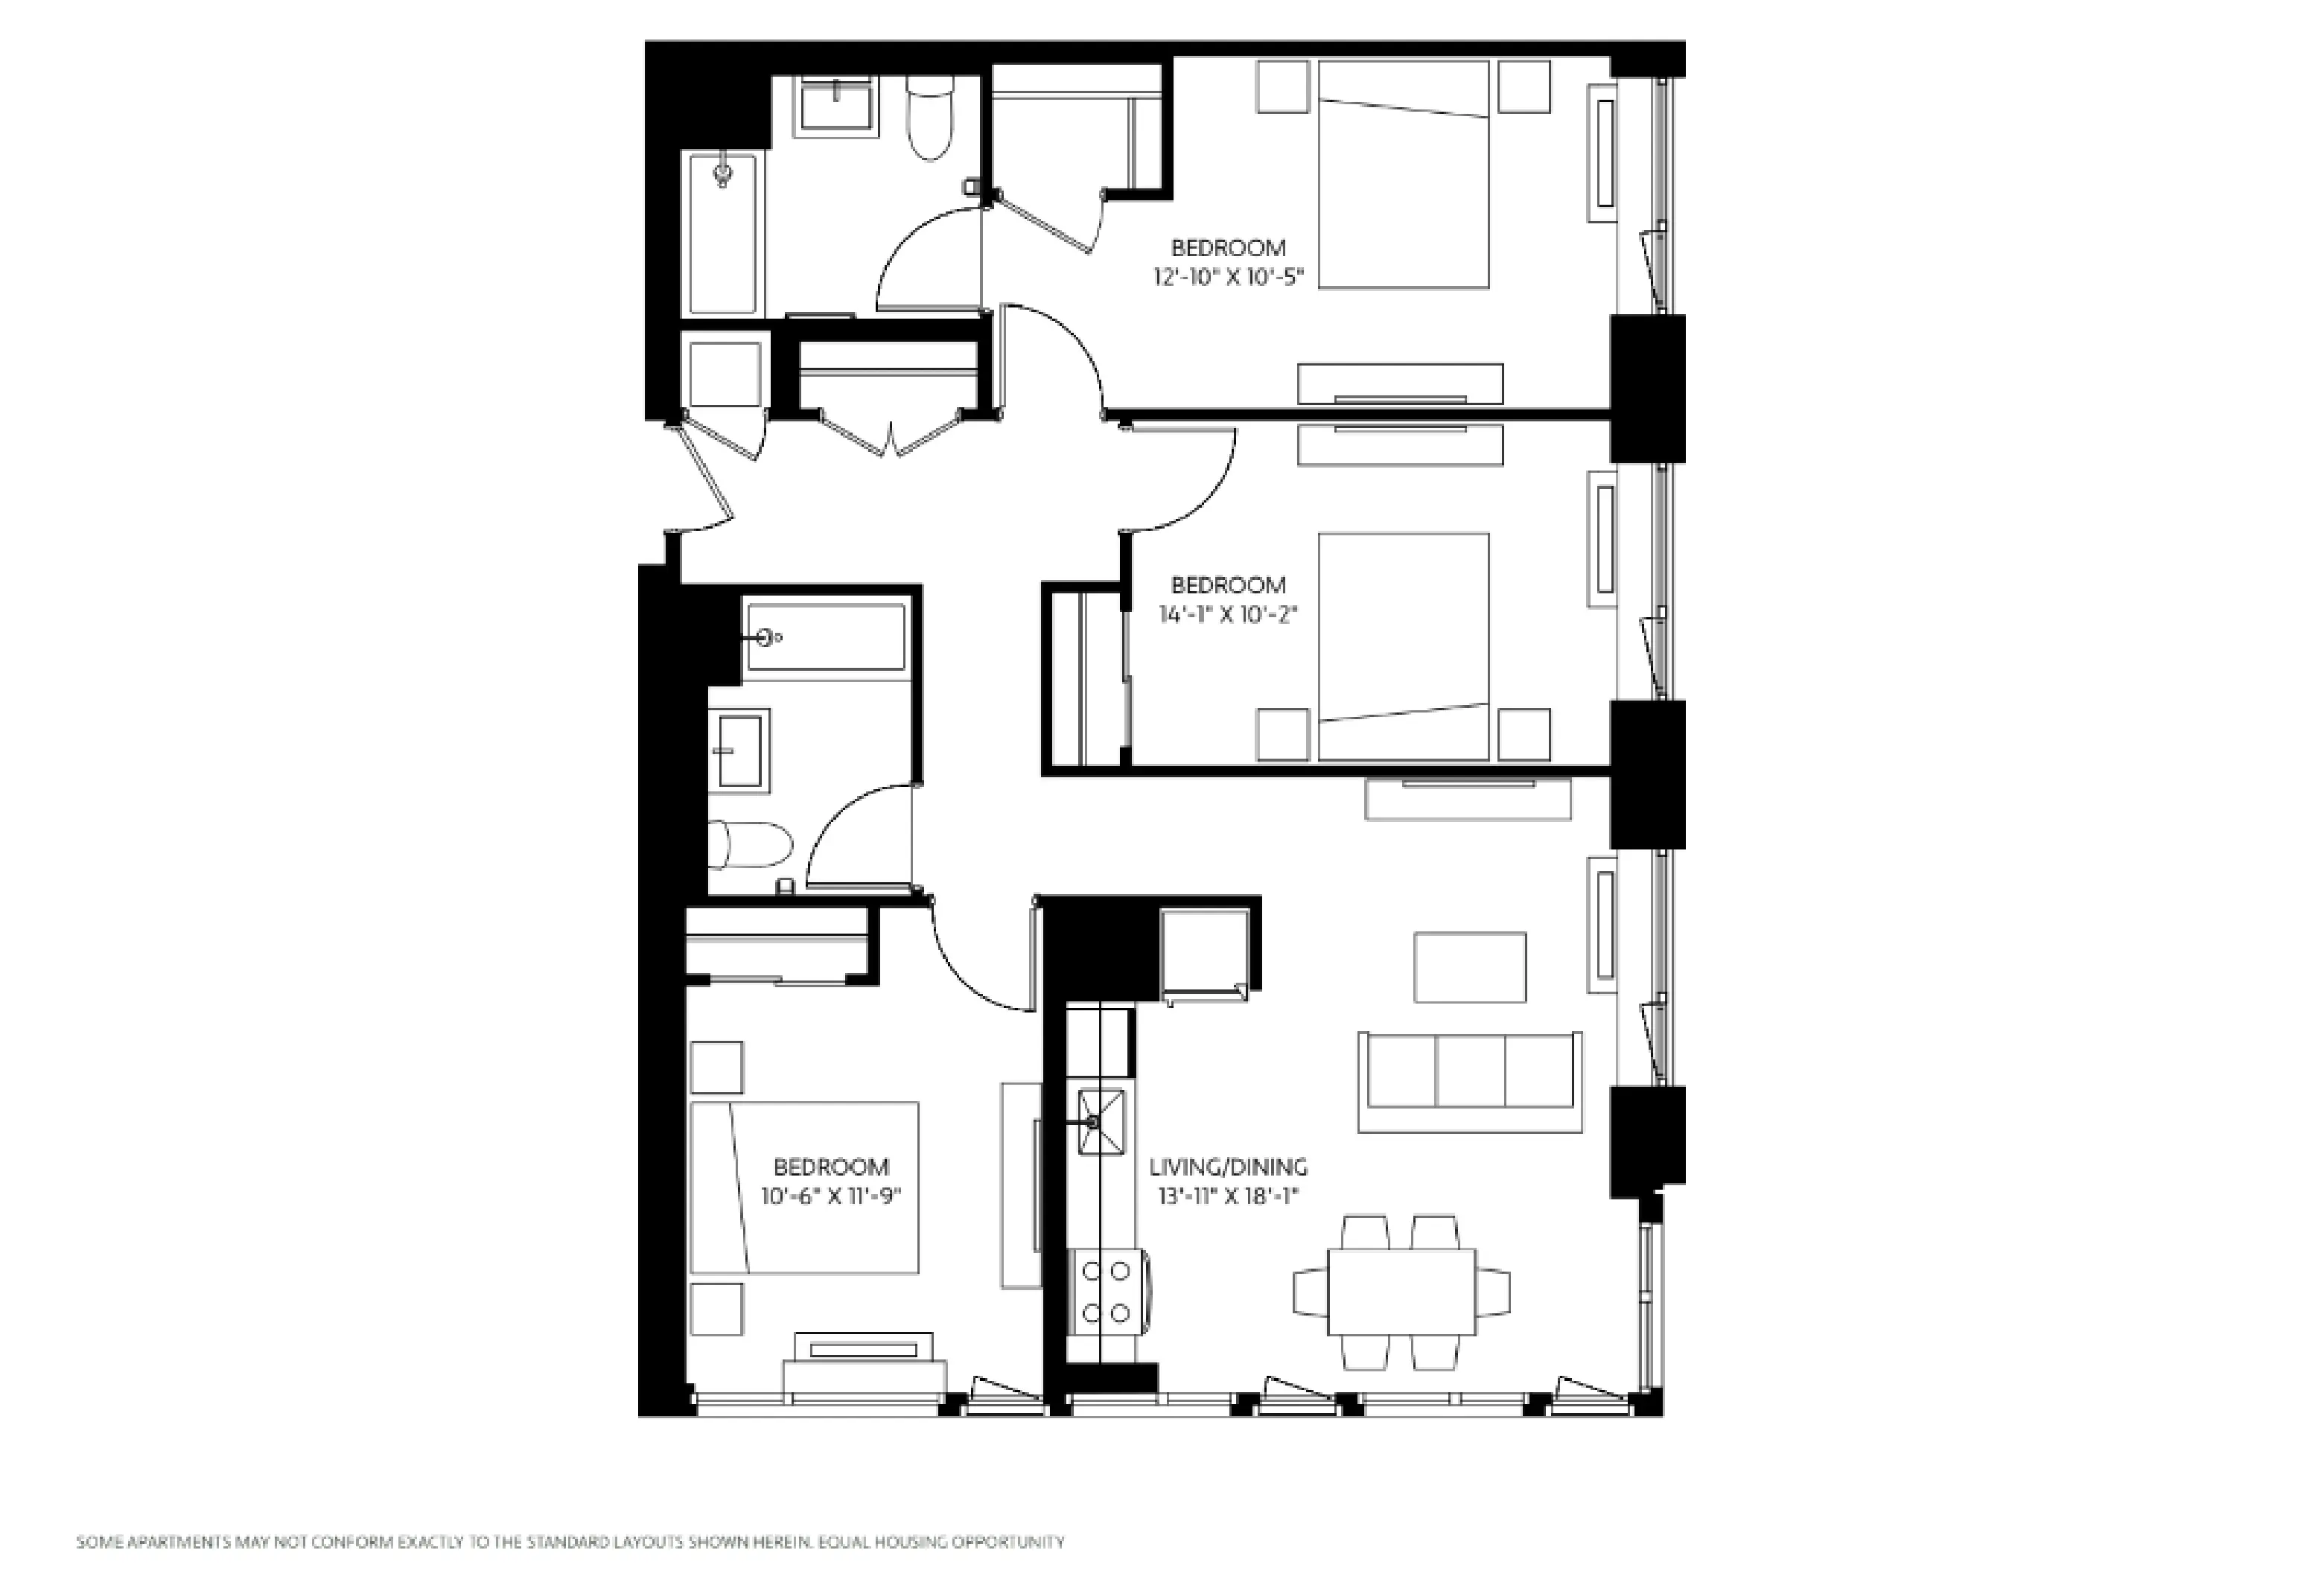 BEDROOM
12'-10" X 10'-5"
BEDROOM
14'-1" X 10'-2"
BEDROOM
10'-6" X 11'-9"
LIVING/DINING
13'-11" X 18'-1"
SOME APARTMENTS MAY NOT CONFORM EXACTLY TO THE STANDARD LAYOUTS SHOWN HEREIN. EQUAL HOUSING OPPORTUNITY